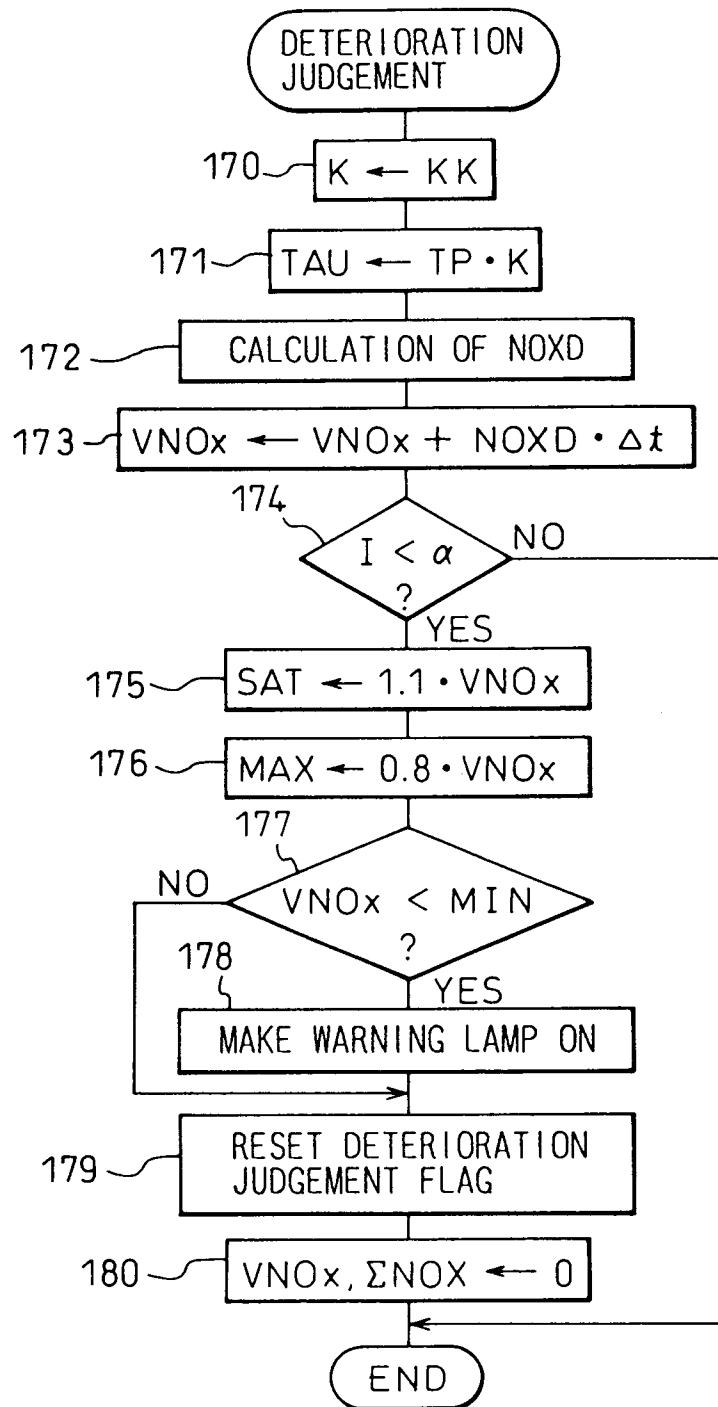 DETERIORATION
JUDGEMENT
170
K ← KK
171
TAU ← TP · K
172
CALCULATION OF NOXD
173
VNOx ← VNOx + NOXD · Δt
174
I < α
?
NO
YES
175
SAT ← 1.1 · VNOx
176
MAX ← 0.8 · VNOx
177
NO
VNOx < MIN
?
178
YES
MAKE WARNING LAMP ON
179
RESET DETERIORATION
JUDGEMENT FLAG
180
VNOx, ΣNOX ← 0
END